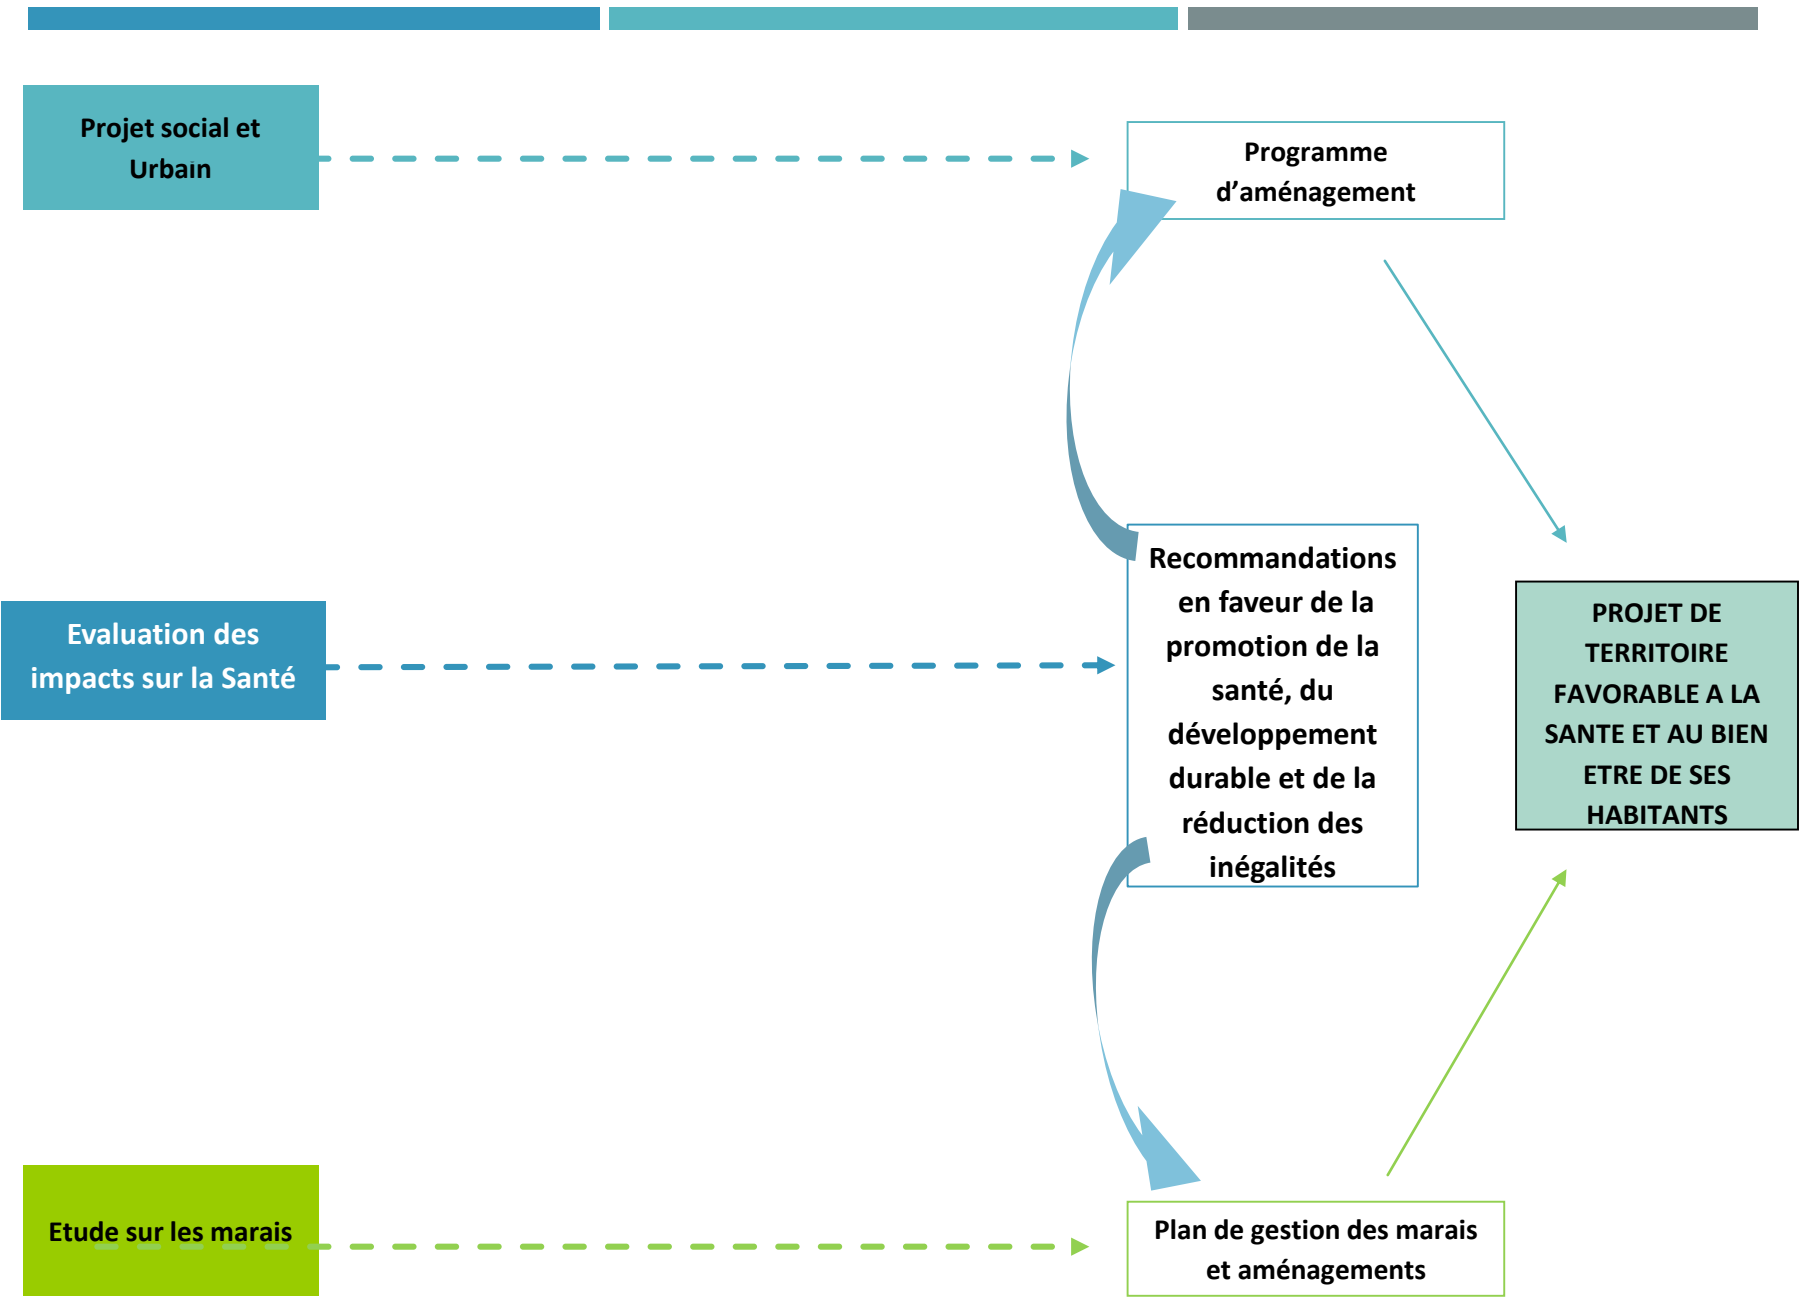 Projet social et
Urbain
Programme
d’aménagement
Evaluation des
impacts sur la Santé
Recommandations
en faveur de la
promotion de la
santé, du
développement
durable et de la
réduction des
inégalités
PROJET DE
TERRITOIRE
FAVORABLE A LA
SANTE ET AU BIEN
ETRE DE SES
HABITANTS
Etude sur les marais
Plan de gestion des marais
et aménagements